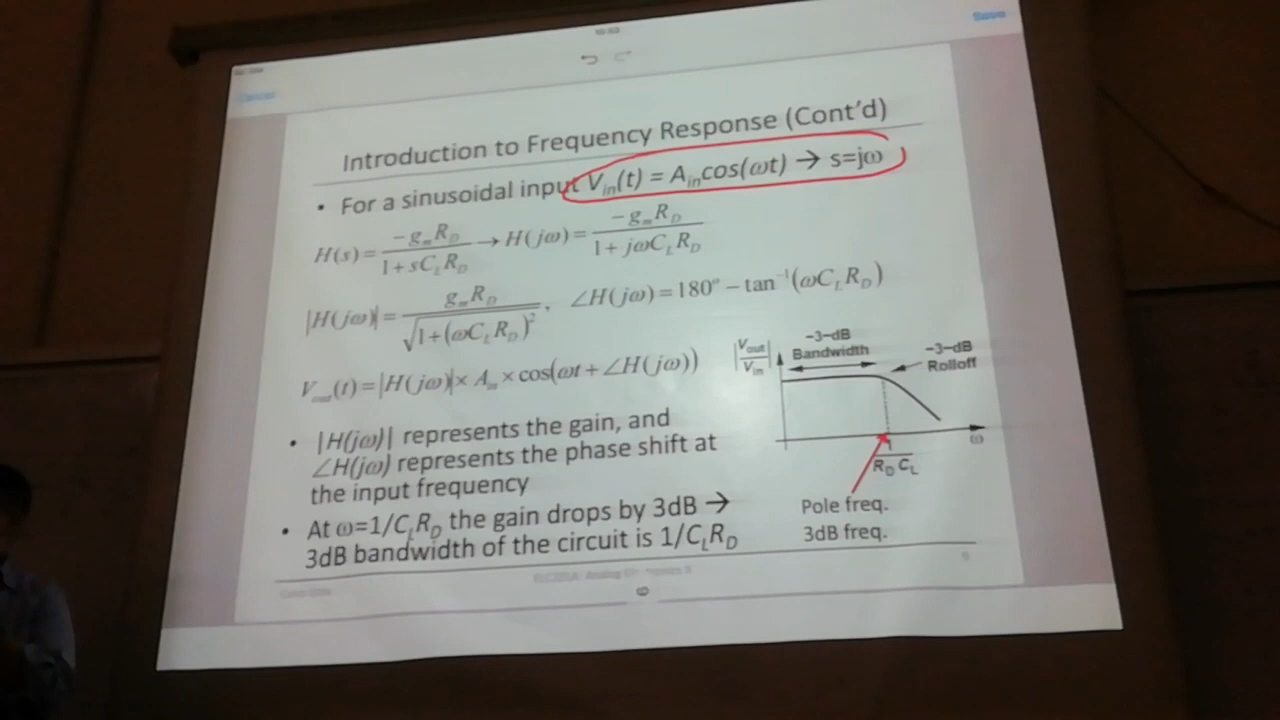 Save
Cancel
Introduction to Frequency Response (Cont'd)
• For a sinusoidal input V_in(t) = A_in cos(ωt) → s=jω
H(s) = -g_m R_D / (1 + sC_L R_D) → H(jω) = -g_m R_D / (1 + jωC_L R_D)
|H(jω)| = g_m R_D / √(1+(ωC_L R_D)²), ∠H(jω) = 180° − tan⁻¹(ωC_L R_D)
V_out(t) = |H(jω)| × A_in × cos(ωt + ∠H(jω))
• |H(jω)| represents the gain, and
∠H(jω) represents the phase shift at
the input frequency
• At ω=1/C_L R_D the gain drops by 3dB →
3dB bandwidth of the circuit is 1/C_L R_D
|V_out / V_in|
−3−dB
Bandwidth
−3−dB
Rolloff
ω
1 / R_D C_L
Pole freq.
3dB freq.